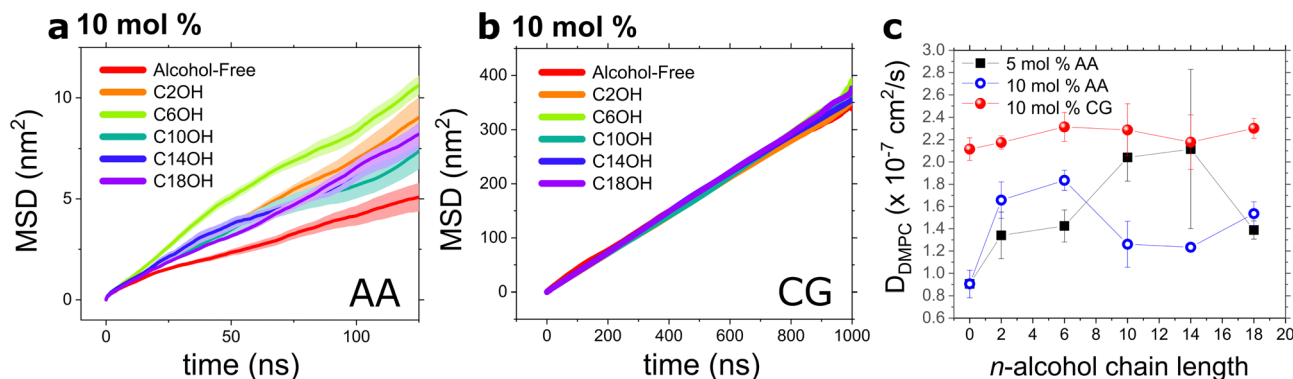 a 10 mol %
Alcohol-Free
C2OH
C6OH
C10OH
C14OH
C18OH
AA
MSD (nm²)
10
5
0
0 50 100
time (ns)
b 10 mol %
Alcohol-Free
C2OH
C6OH
C10OH
C14OH
C18OH
CG
MSD (nm²)
400
300
200
100
0
0 200 400 600 800 1000
time (ns)
c
5 mol % AA
10 mol % AA
10 mol % CG
D_DMPC (x 10⁻⁷ cm²/s)
3.0
2.8
2.6
2.4
2.2
2.0
1.8
1.6
1.4
1.2
1.0
0.8
0.6
0 2 4 6 8 10 12 14 16 18 20
n-alcohol chain length